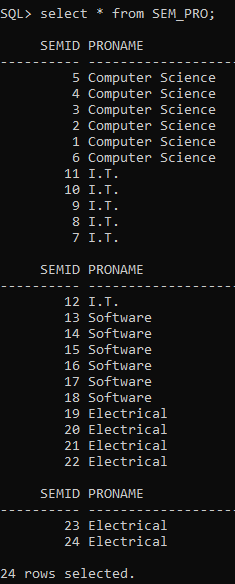 SQL> select * from SEM_PRO;
SEMID PRONAME
---------- --------------------
5 Computer Science
4 Computer Science
3 Computer Science
2 Computer Science
1 Computer Science
6 Computer Science
11 I.T.
10 I.T.
9 I.T.
8 I.T.
7 I.T.
SEMID PRONAME
---------- --------------------
12 I.T.
13 Software
14 Software
15 Software
16 Software
17 Software
18 Software
19 Electrical
20 Electrical
21 Electrical
22 Electrical
SEMID PRONAME
---------- --------------------
23 Electrical
24 Electrical
24 rows selected.